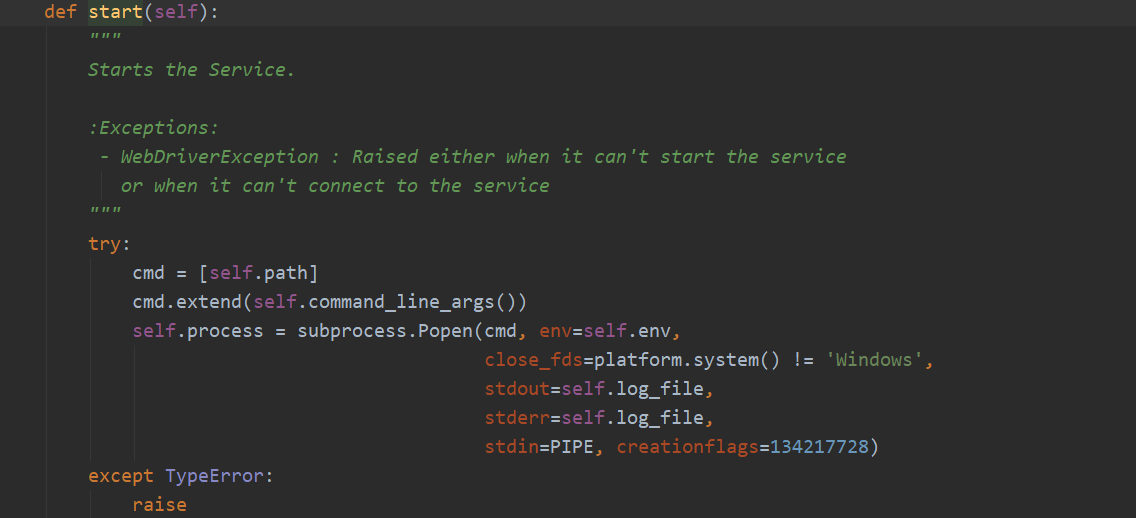 def start(self):
"""
Starts the Service.
:Exceptions:
- WebDriverException : Raised either when it can't start the service
or when it can't connect to the service
"""
try:
cmd = [self.path]
cmd.extend(self.command_line_args())
self.process = subprocess.Popen(cmd, env=self.env,
close_fds=platform.system() != 'Windows',
stdout=self.log_file,
stderr=self.log_file,
stdin=PIPE, creationflags=134217728)
except TypeError:
raise